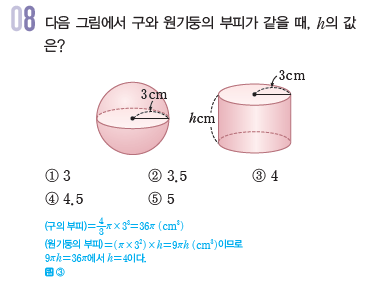 08 다음 그림에서 구와 원기둥의 부피가 같을 때, h의 값
은?
3cm
3cm
hcm
① 3 ② 3.5 ③ 4
④ 4.5 ⑤ 5
(구의 부피)=4/3π×3³=36π (cm³)
(원기둥의 부피)=(π×3²)×h=9πh (cm³)이므로
9πh=36π에서 h=4이다.
답 ③